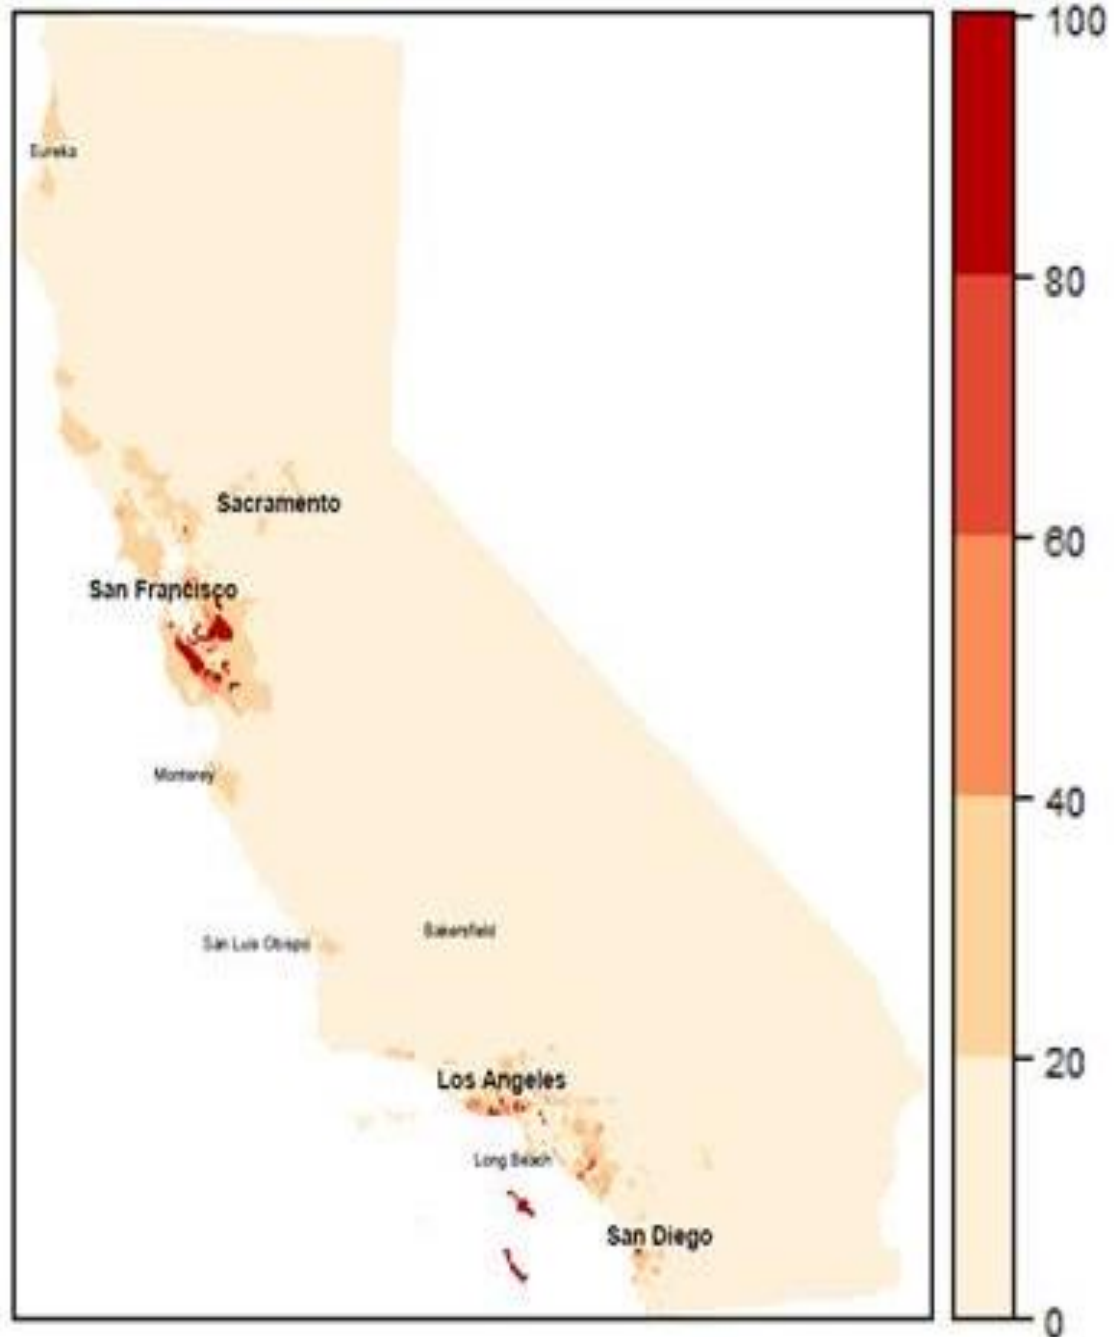 100
Eureka
80
Sacramento
60
San Francisco
Monterey
40
Bakersfield
San Luis Obispo
20
Los Angeles
Long Beach
San Diego
0